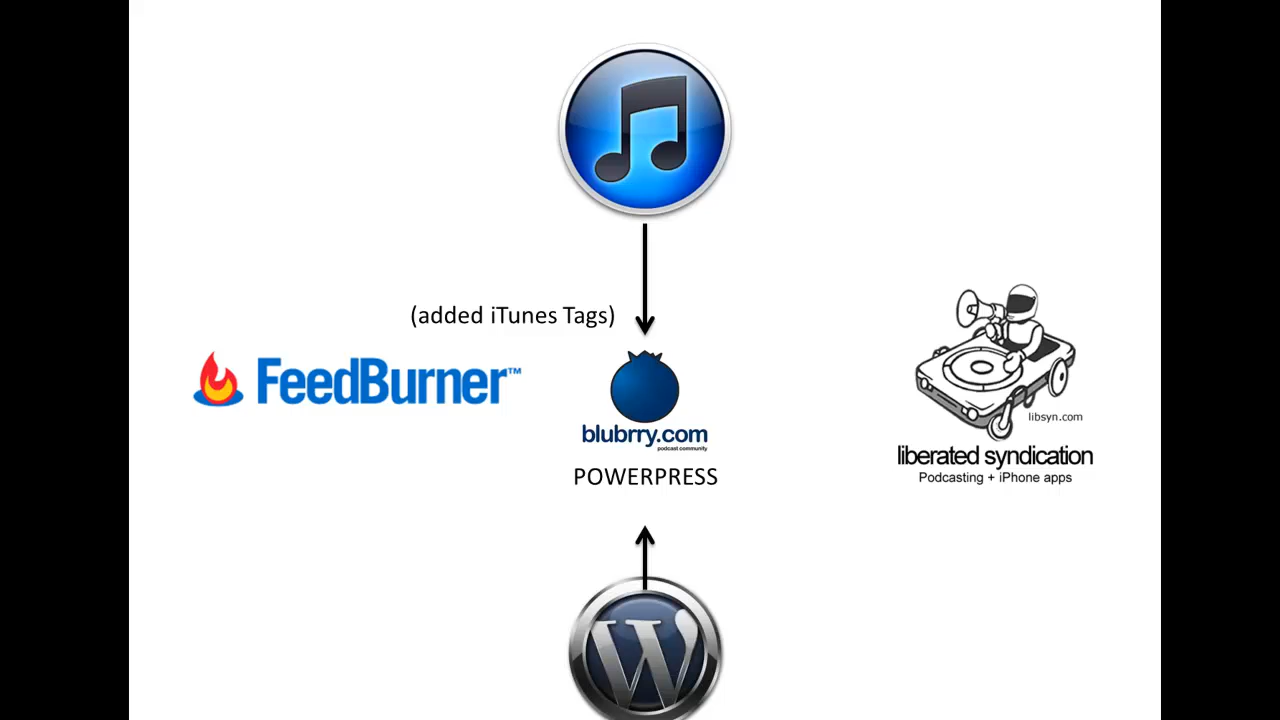 (added iTunes Tags)
FeedBurner™
blubrry.com
podcast community
POWERPRESS
libsyn.com
liberated syndication
Podcasting + iPhone apps
W